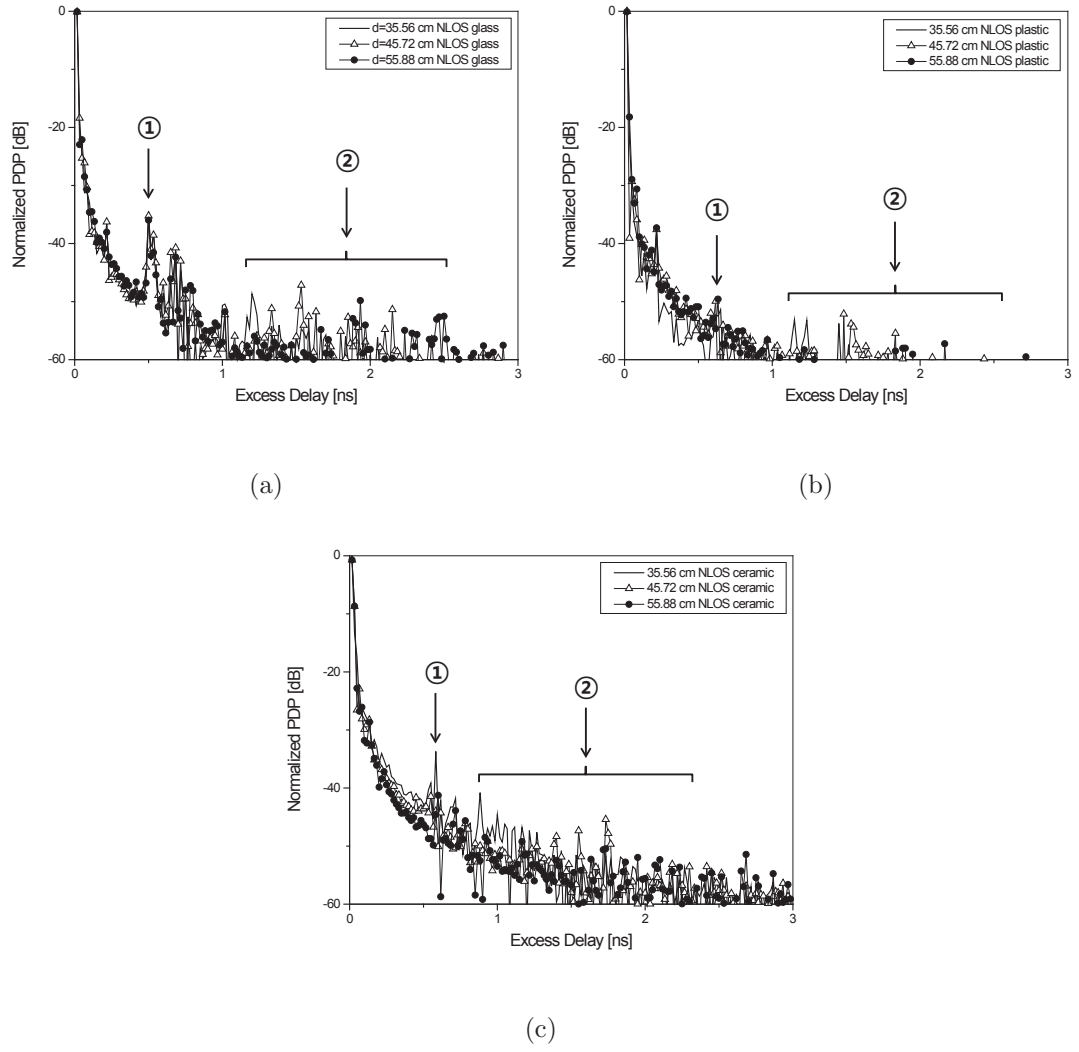 d=35.56 cm NLOS glass
d=45.72 cm NLOS glass
d=55.88 cm NLOS glass
①
②
0
-20
-40
-60
Normalized PDP [dB]
0
1
2
3
Excess Delay [ns]
(a)
35.56 cm NLOS plastic
45.72 cm NLOS plastic
55.88 cm NLOS plastic
①
②
0
-20
-40
-60
Normalized PDP [dB]
0
1
2
3
Excess Delay [ns]
(b)
35.56 cm NLOS ceramic
45.72 cm NLOS ceramic
55.88 cm NLOS ceramic
①
②
0
-20
-40
-60
Normalized PDP [dB]
0
1
2
3
Excess Delay [ns]
(c)